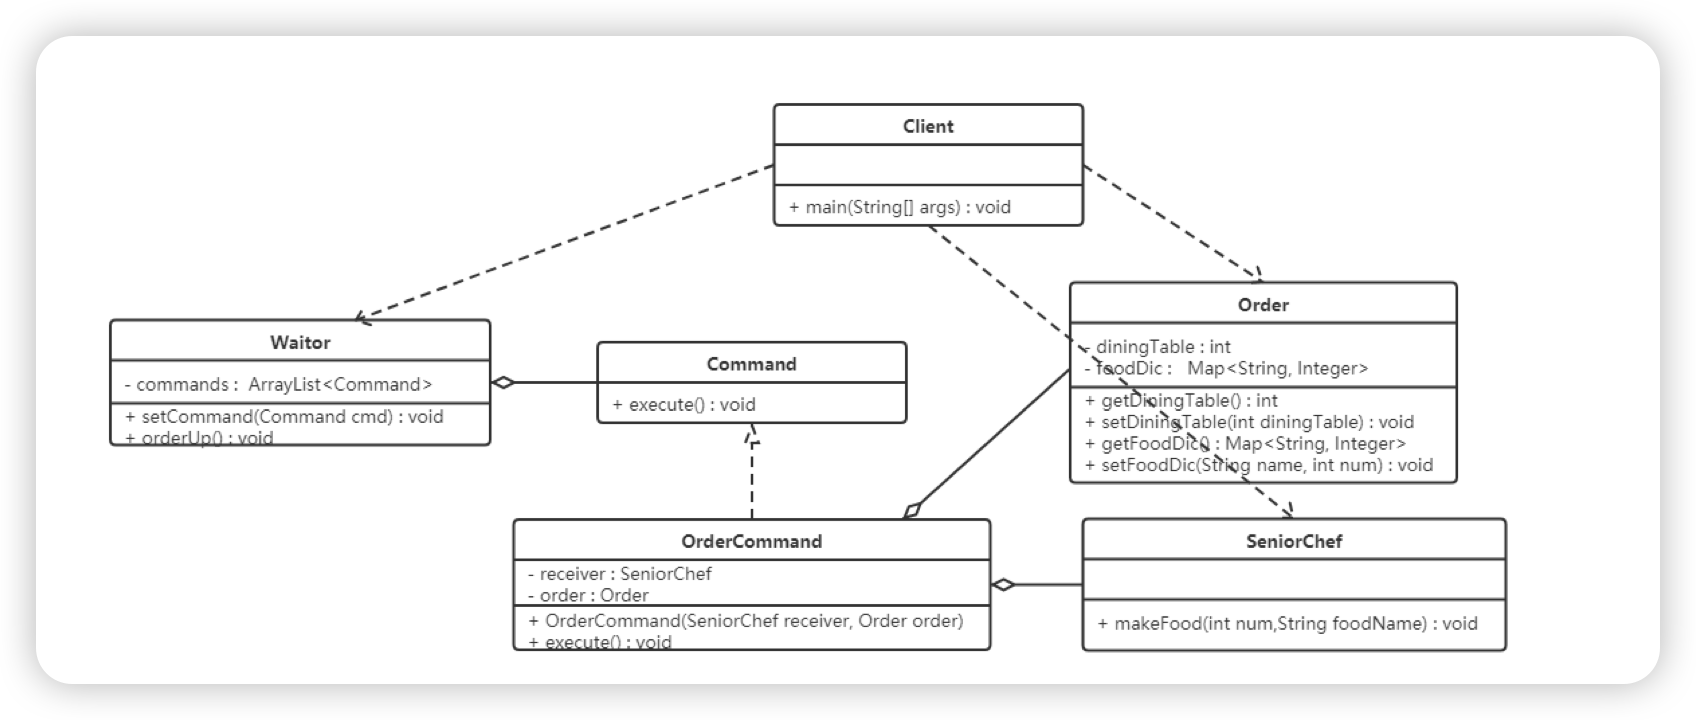 Client
+ main(String[] args) : void
Waitor
- commands :  ArrayList<Command>
+ setCommand(Command cmd) : void
+ orderUp() : void
Command
+ execute() : void
Order
- diningTable : int
- foodDic :   Map<String, Integer>
+ getDiningTable() : int
+ setDiningTable(int diningTable) : void
+ getFoodDic() : Map<String, Integer>
+ setFoodDic(String name, int num) : void
OrderCommand
- receiver : SeniorChef
- order : Order
+ OrderCommand(SeniorChef receiver, Order order)
+ execute() : void
SeniorChef
+ makeFood(int num,String foodName) : void